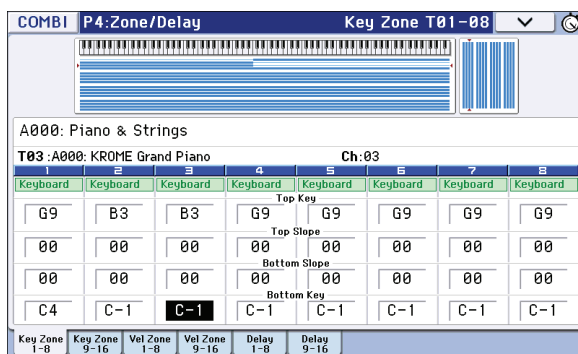 COMBI P4:Zone/Delay Key Zone T01-08
A000: Piano & Strings
T03 :A000: KROME Grand Piano Ch:03
1 2 3 4 5 6 7 8
Keyboard Keyboard Keyboard Keyboard Keyboard Keyboard Keyboard Keyboard
Top Key
G9 B3 B3 G9 G9 G9 G9 G9
Top Slope
00 00 00 00 00 00 00 00
Bottom Slope
00 00 00 00 00 00 00 00
Bottom Key
C4 C-1 C-1 C-1 C-1 C-1 C-1 C-1
Key Zone 1-8 Key Zone 9-16 Vel Zone 1-8 Vel Zone 9-16 Delay 1-8 Delay 9-16